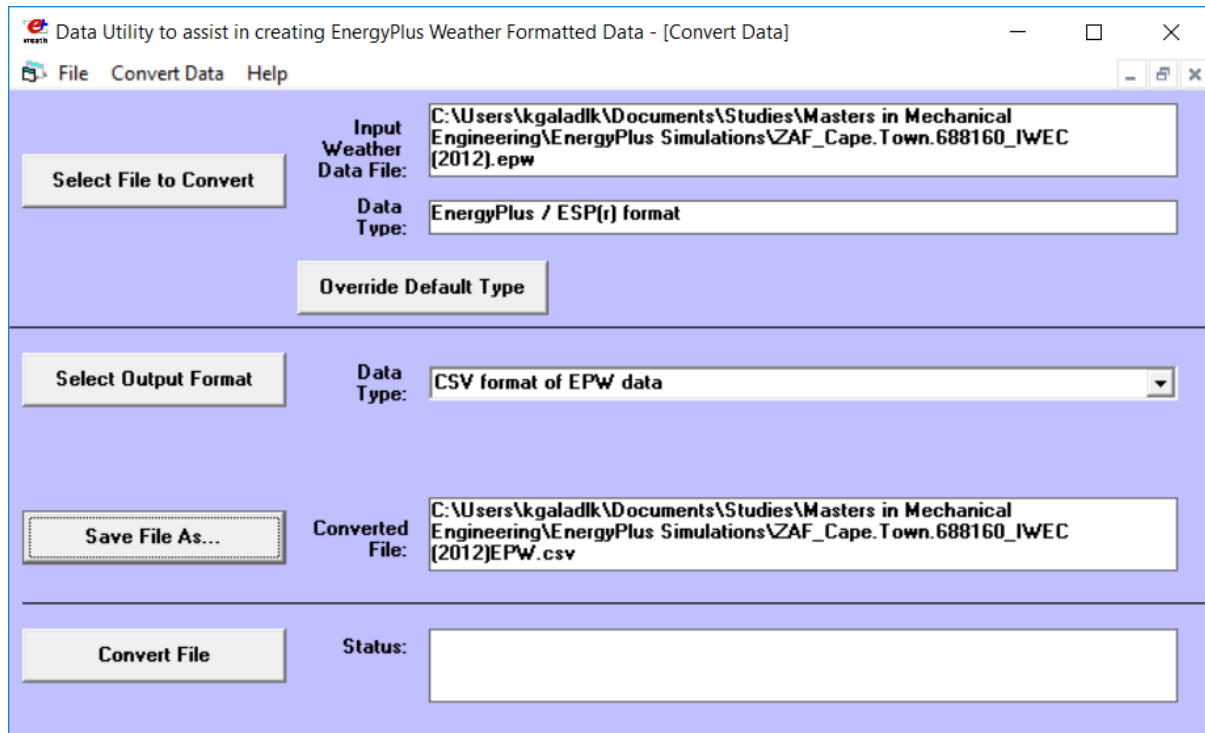 Data Utility to assist in creating EnergyPlus Weather Formatted Data - [Convert Data]
File Convert Data Help
Select File to Convert
Input
Weather
Data File:
C:\Users\kgaladlk\Documents\Studies\Masters in Mechanical
Engineering\EnergyPlus Simulations\ZAF_Cape.Town.688160_IWEC
(2012).epw
Data
Type:
EnergyPlus / ESP(r) format
Override Default Type
Select Output Format
Data
Type:
CSV format of EPW data
Save File As...
Converted
File:
C:\Users\kgaladlk\Documents\Studies\Masters in Mechanical
Engineering\EnergyPlus Simulations\ZAF_Cape.Town.688160_IWEC
(2012)EPW.csv
Convert File
Status: